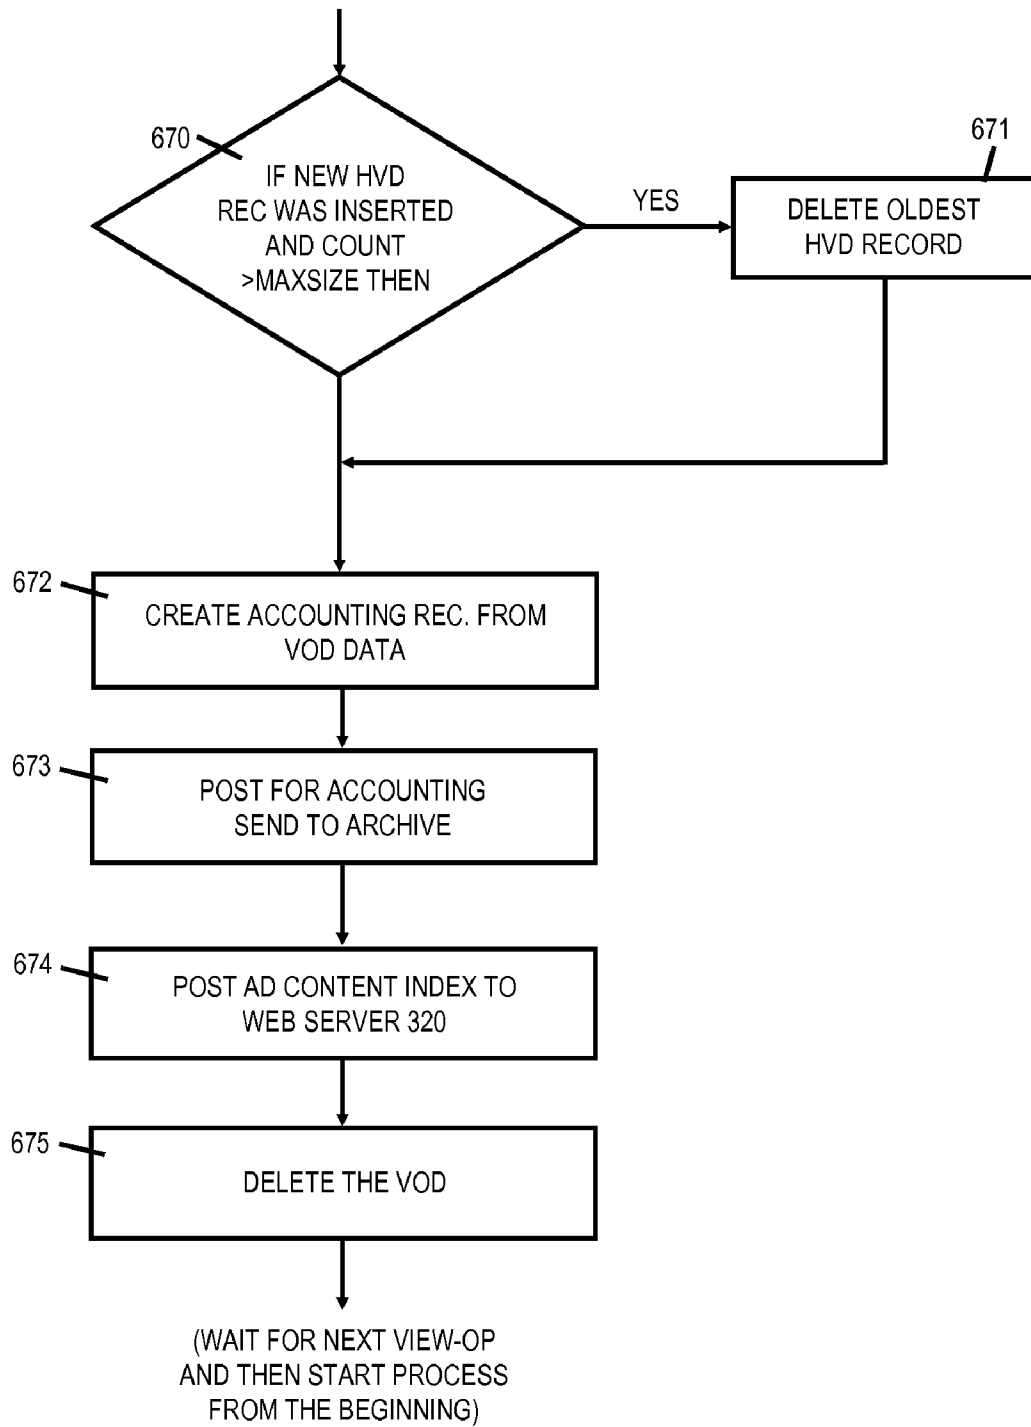 670
IF NEW HVD
REC WAS INSERTED
AND COUNT
>MAXSIZE THEN
YES
671
DELETE OLDEST
HVD RECORD
672
CREATE ACCOUNTING REC. FROM
VOD DATA
673
POST FOR ACCOUNTING
SEND TO ARCHIVE
674
POST AD CONTENT INDEX TO
WEB SERVER 320
675
DELETE THE VOD
(WAIT FOR NEXT VIEW-OP
AND THEN START PROCESS
FROM THE BEGINNING)